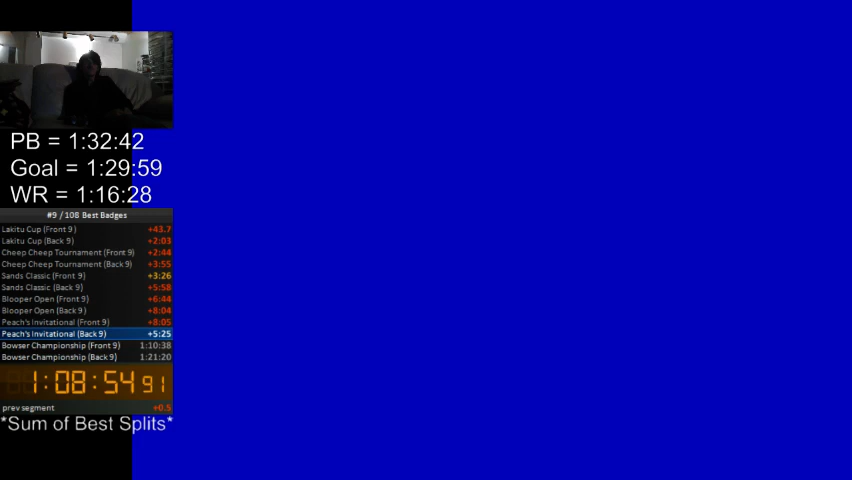 PB = 1:32:42
Goal = 1:29:59
WR = 1:16:28
#9 / 108 Best Badges
Lakitu Cup (Front 9) +43.7
Lakitu Cup (Back 9) +2:03
Cheep Cheep Tournament (Front 9) +2:44
Cheep Cheep Tournament (Back 9) +3:55
Sands Classic (Front 9) +3:26
Sands Classic (Back 9) +5:58
Blooper Open (Front 9) +6:44
Blooper Open (Back 9) +8:04
Peach's Invitational (Front 9) +8:05
Peach's Invitational (Back 9) +5:25
Bowser Championship (Front 9) 1:10:38
Bowser Championship (Back 9) 1:21:20
1:08:54 91
prev segment +0.5
*Sum of Best Splits*